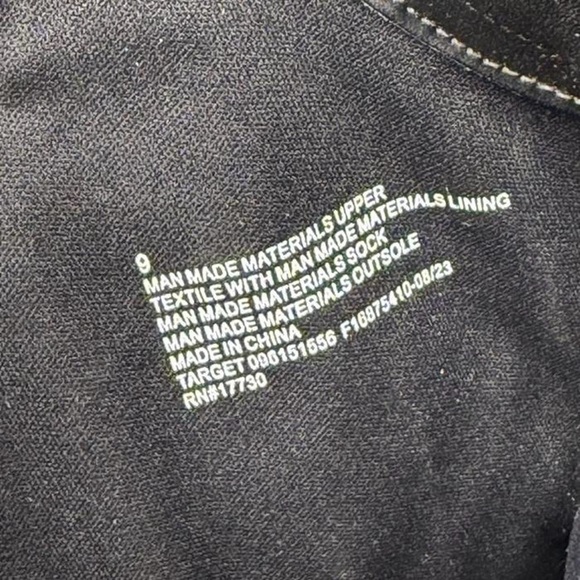 9
MAN MADE MATERIALS UPPER
TEXTILE WITH MAN MADE MATERIALS LINING
MAN MADE MATERIALS SOCK
MAN MADE MATERIALS OUTSOLE
MADE IN CHINA
TARGET 096151656 F16875410-08/23
RN#17730